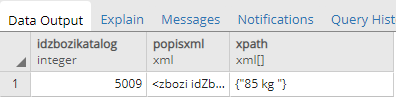 Data Output Explain Messages Notifications Query Hist
idzbozikatalog popisxml xpath
integer xml xml[]
1 5009 <zbozi idZb... {"85 kg "}